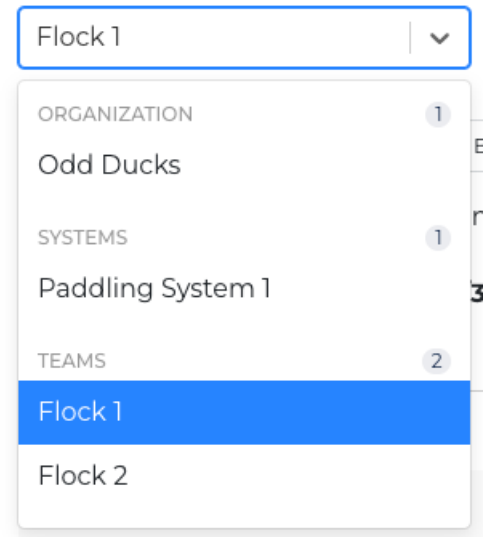 Flock 1
ORGANIZATION 1
Odd Ducks
SYSTEMS 1
Paddling System 1
TEAMS 2
Flock 1
Flock 2